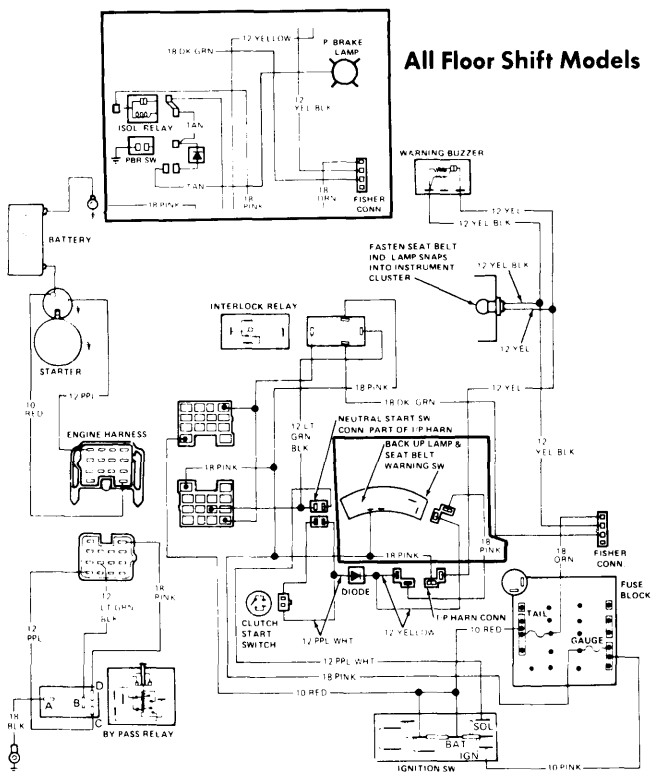 All Floor Shift Models
12 YELLOW
P BRAKE
LAMP
18 DK GRN
12
YEL BLK
ISOL RELAY
TAN
PBR SW
TAN
18 PINK
18
PINK
18
ORN
FISHER
CONN
WARNING BUZZER
12 YEL
12 YEL BLK
BATTERY
FASTEN SEAT BELT
IND LAMP SNAPS
INTO INSTRUMENT
CLUSTER
12 YEL BLK
12 YEL
INTERLOCK RELAY
STARTER
12 PPL
10
RED
18 PINK
12 YEL
18 DK GRN
ENGINE HARNESS
12 LT
GRN
BLK
NEUTRAL START SW
CONN PART OF I/P HARN
BACK UP LAMP &
SEAT BELT
WARNING SW
12
YEL BLK
18 PINK
18 PINK
18
PINK
18
ORN
FISHER
CONN
12
LT GRN
BLK
18
PINK
DIODE
FUSE
BLOCK
CLUTCH
START
SWITCH
12 PPL WHT
12 YELLOW
I/P HARN CONN
10 RED
TAIL
GAUGE
12
PPL
12 PPL WHT
18 PINK
10 RED
A
B
D
C
BY PASS RELAY
18
BLK
SOL
BAT
IGN
IGNITION SW
10 PINK